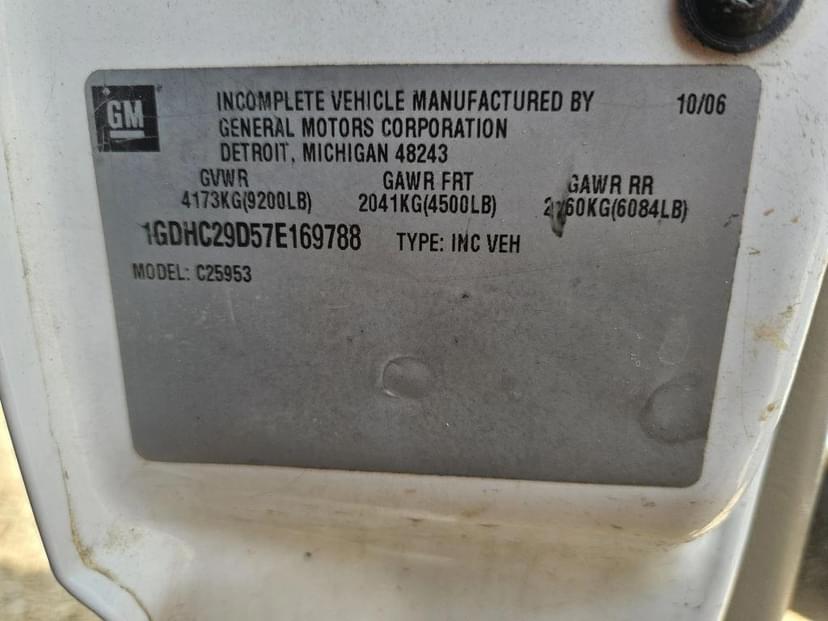 GM
INCOMPLETE VEHICLE MANUFACTURED BY 10/06
GENERAL MOTORS CORPORATION
DETROIT, MICHIGAN 48243
GVWR GAWR FRT GAWR RR
4173KG(9200LB) 2041KG(4500LB) 2760KG(6084LB)
1GDHC29D57E169788 TYPE: INC VEH
MODEL: C25953